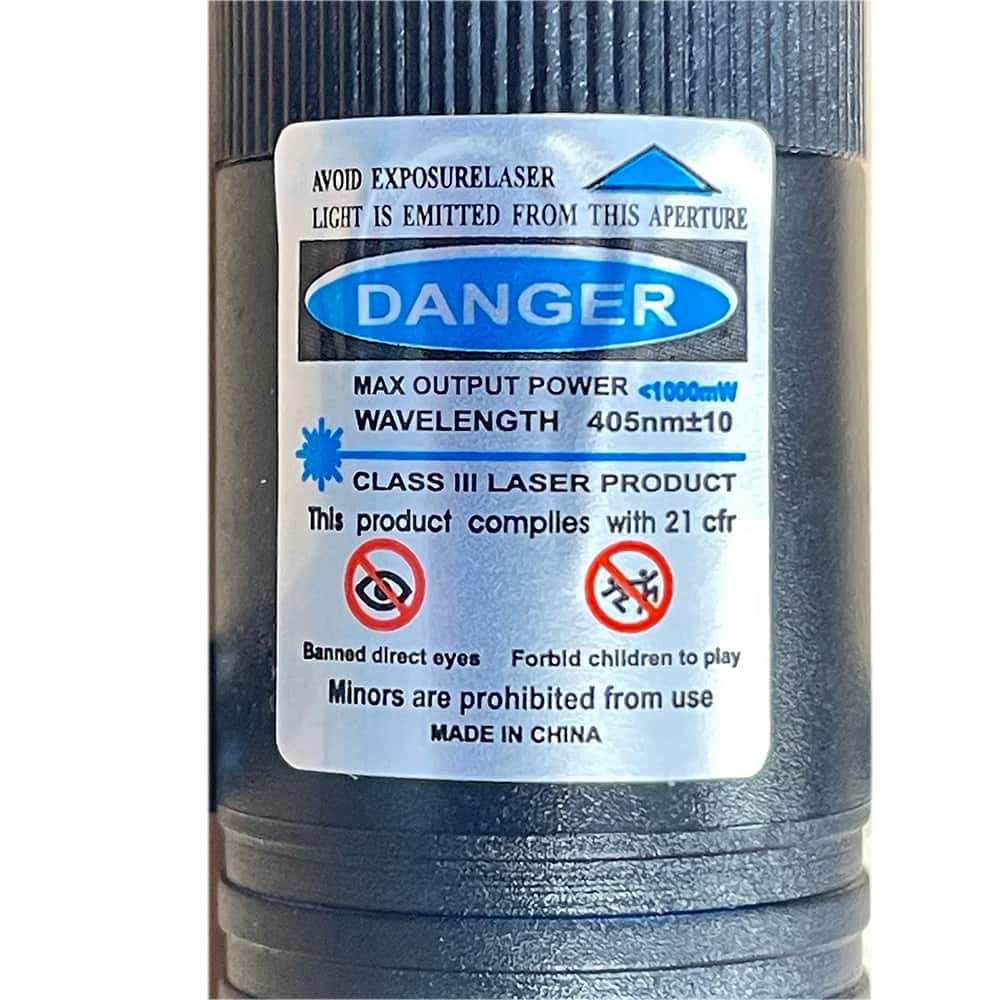 AVOID EXPOSURELASER
LIGHT IS EMITTED FROM THIS APERTURE
DANGER
MAX OUTPUT POWER <1000mW
WAVELENGTH 405nm±10
CLASS III LASER PRODUCT
This product complies with 21 cfr
Banned direct eyes Forbid children to play
Minors are prohibited from use
MADE IN CHINA